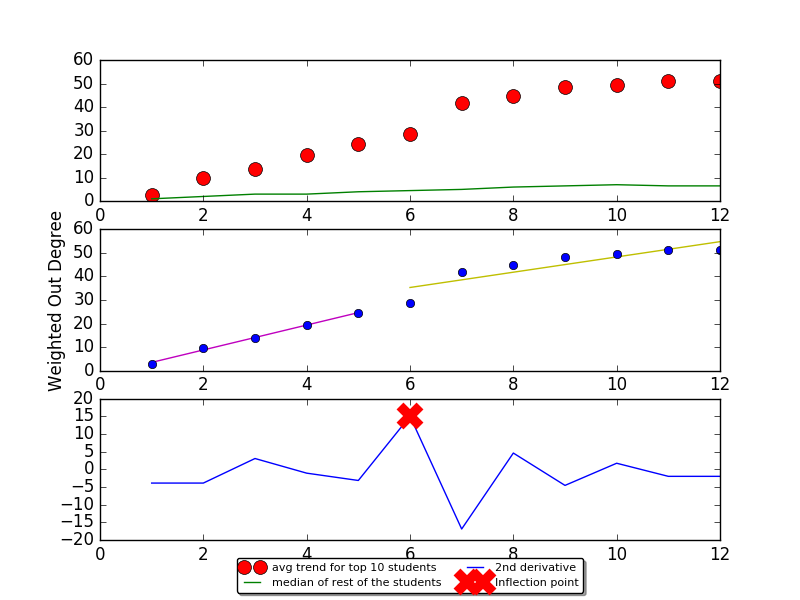 60
50
40
30
20
10
0
0 2 4 6 8 10 12
Weighted Out Degree
60
50
40
30
20
10
0
0 2 4 6 8 10 12
20
15
10
5
0
−5
−10
−15
−20
0 2 4 6 8 10 12
avg trend for top 10 students
median of rest of the students
2nd derivative
Inflection point